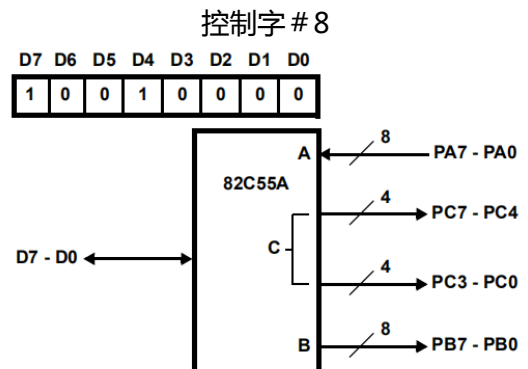 控制字#8
D7 D6 D5 D4 D3 D2 D1 D0
1 0 0 1 0 0 0 0
A 8 PA7 - PA0
82C55A
4 PC7 - PC4
C
D7 - D0
4 PC3 - PC0
B 8 PB7 - PB0